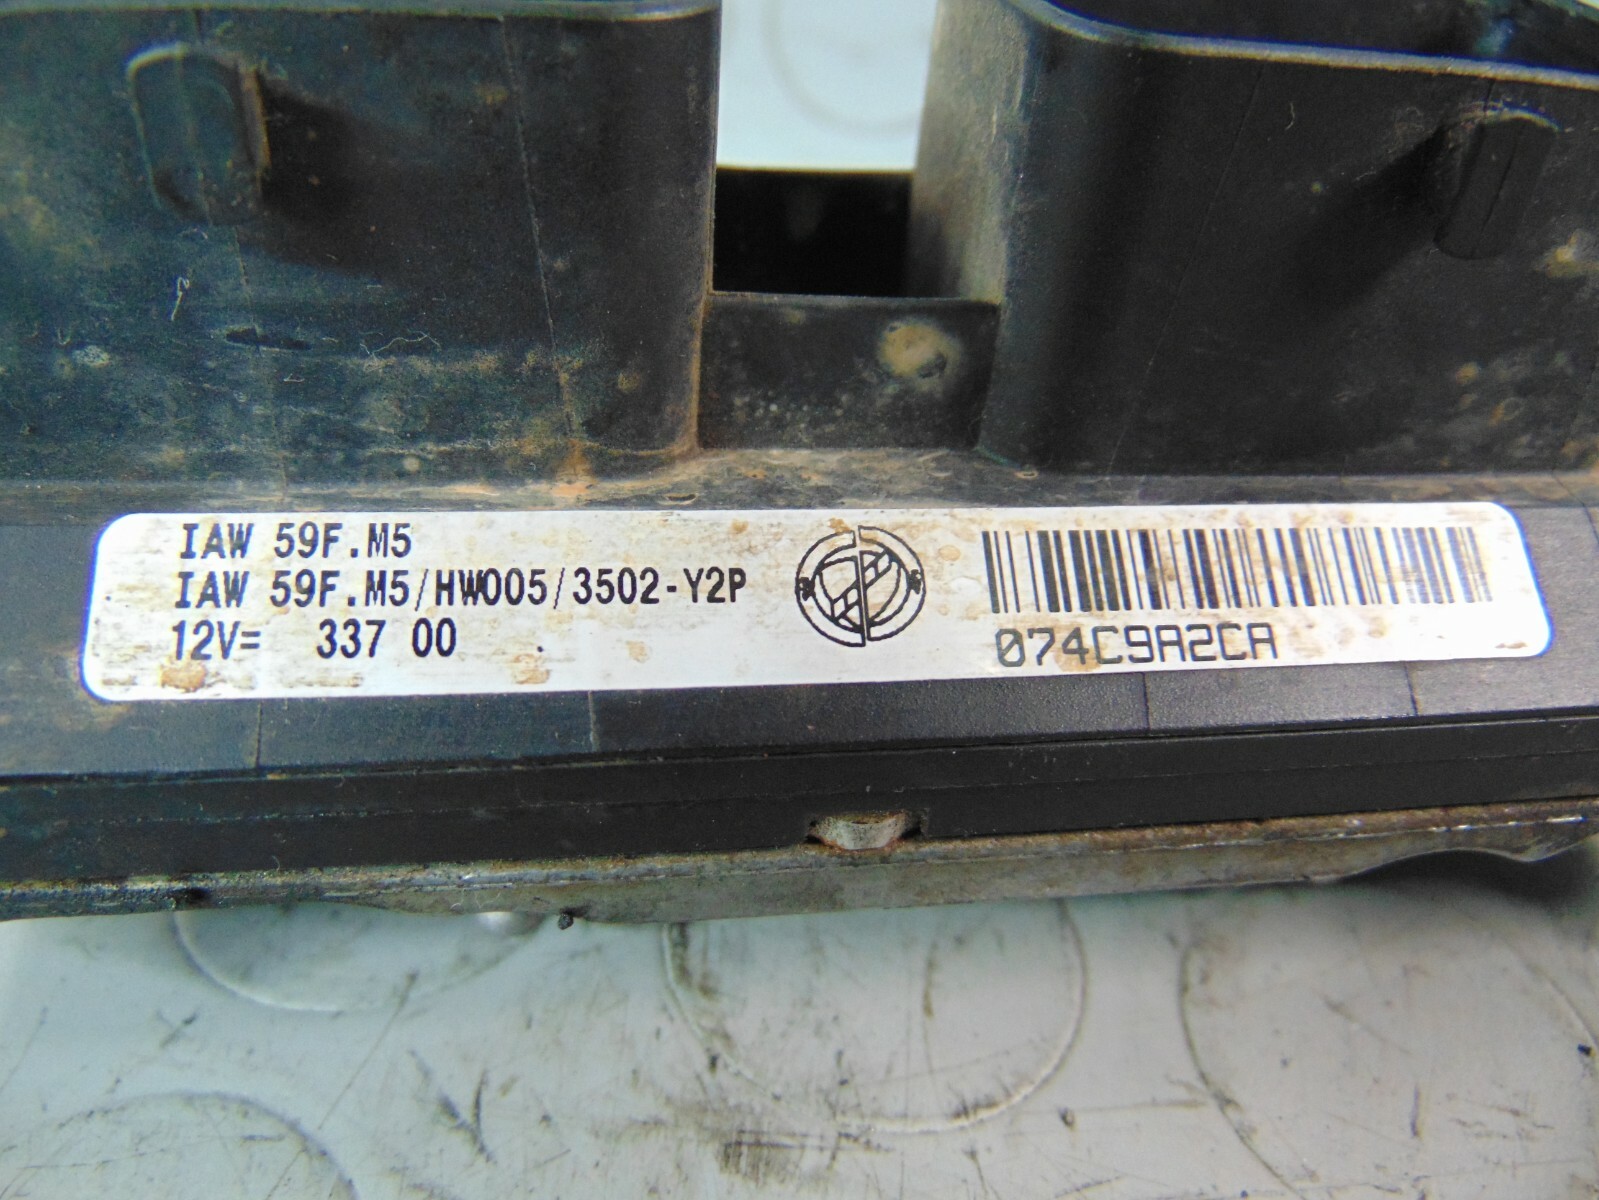 IAW 59F.M5
IAW 59F.M5/HW005/3502-Y2P
12V= 337 00
074C9A2CA